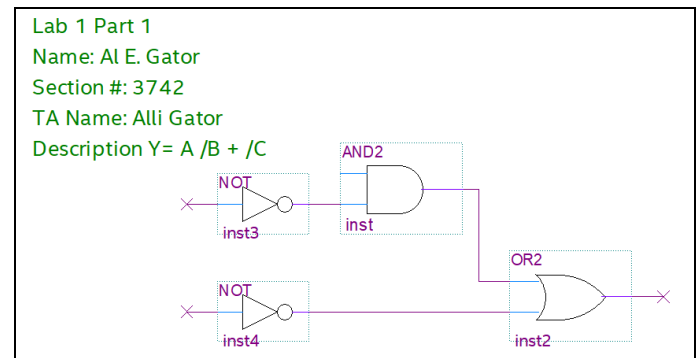 Lab 1 Part 1
Name: Al E. Gator
Section #: 3742
TA Name: Alli Gator
Description Y= A /B + /C
AND2
NOT
inst
inst3
OR2
NOT
inst4
inst2